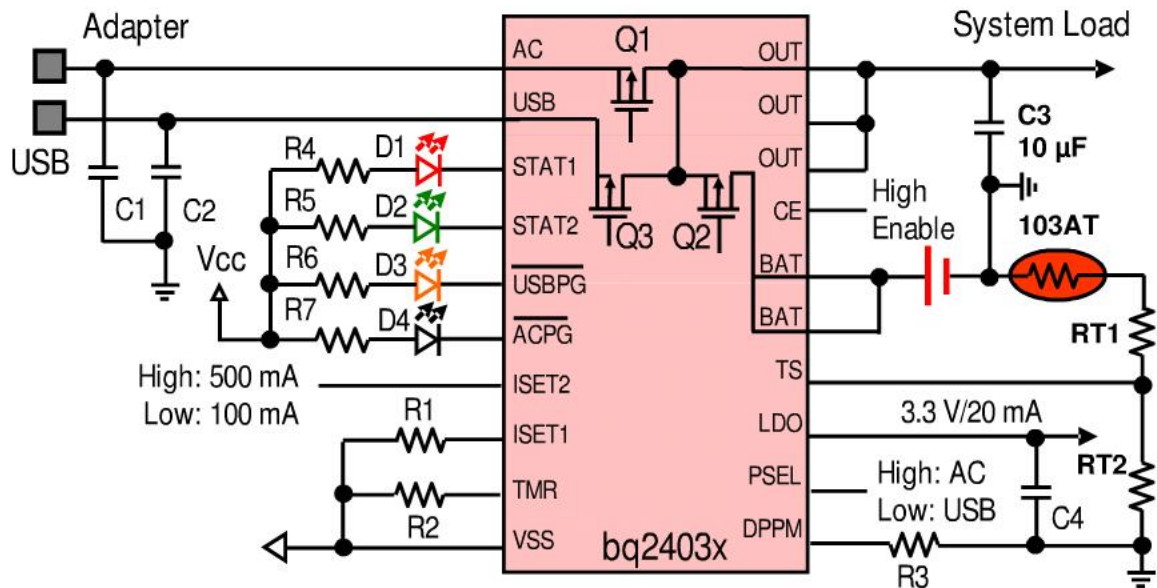 Adapter
USB
C1
C2
Vcc
R4
D1
R5
D2
R6
D3
R7
D4
High: 500 mA
Low: 100 mA
R1
R2
AC
USB
STAT1
STAT2
USBPG
ACPG
ISET2
ISET1
TMR
VSS
Q1
Q3
Q2
bq2403x
OUT
OUT
OUT
CE
BAT
BAT
TS
LDO
PSEL
DPPM
System Load
C3
10 µF
High
Enable
103AT
RT1
3.3 V/20 mA
RT2
High: AC
Low: USB
C4
R3